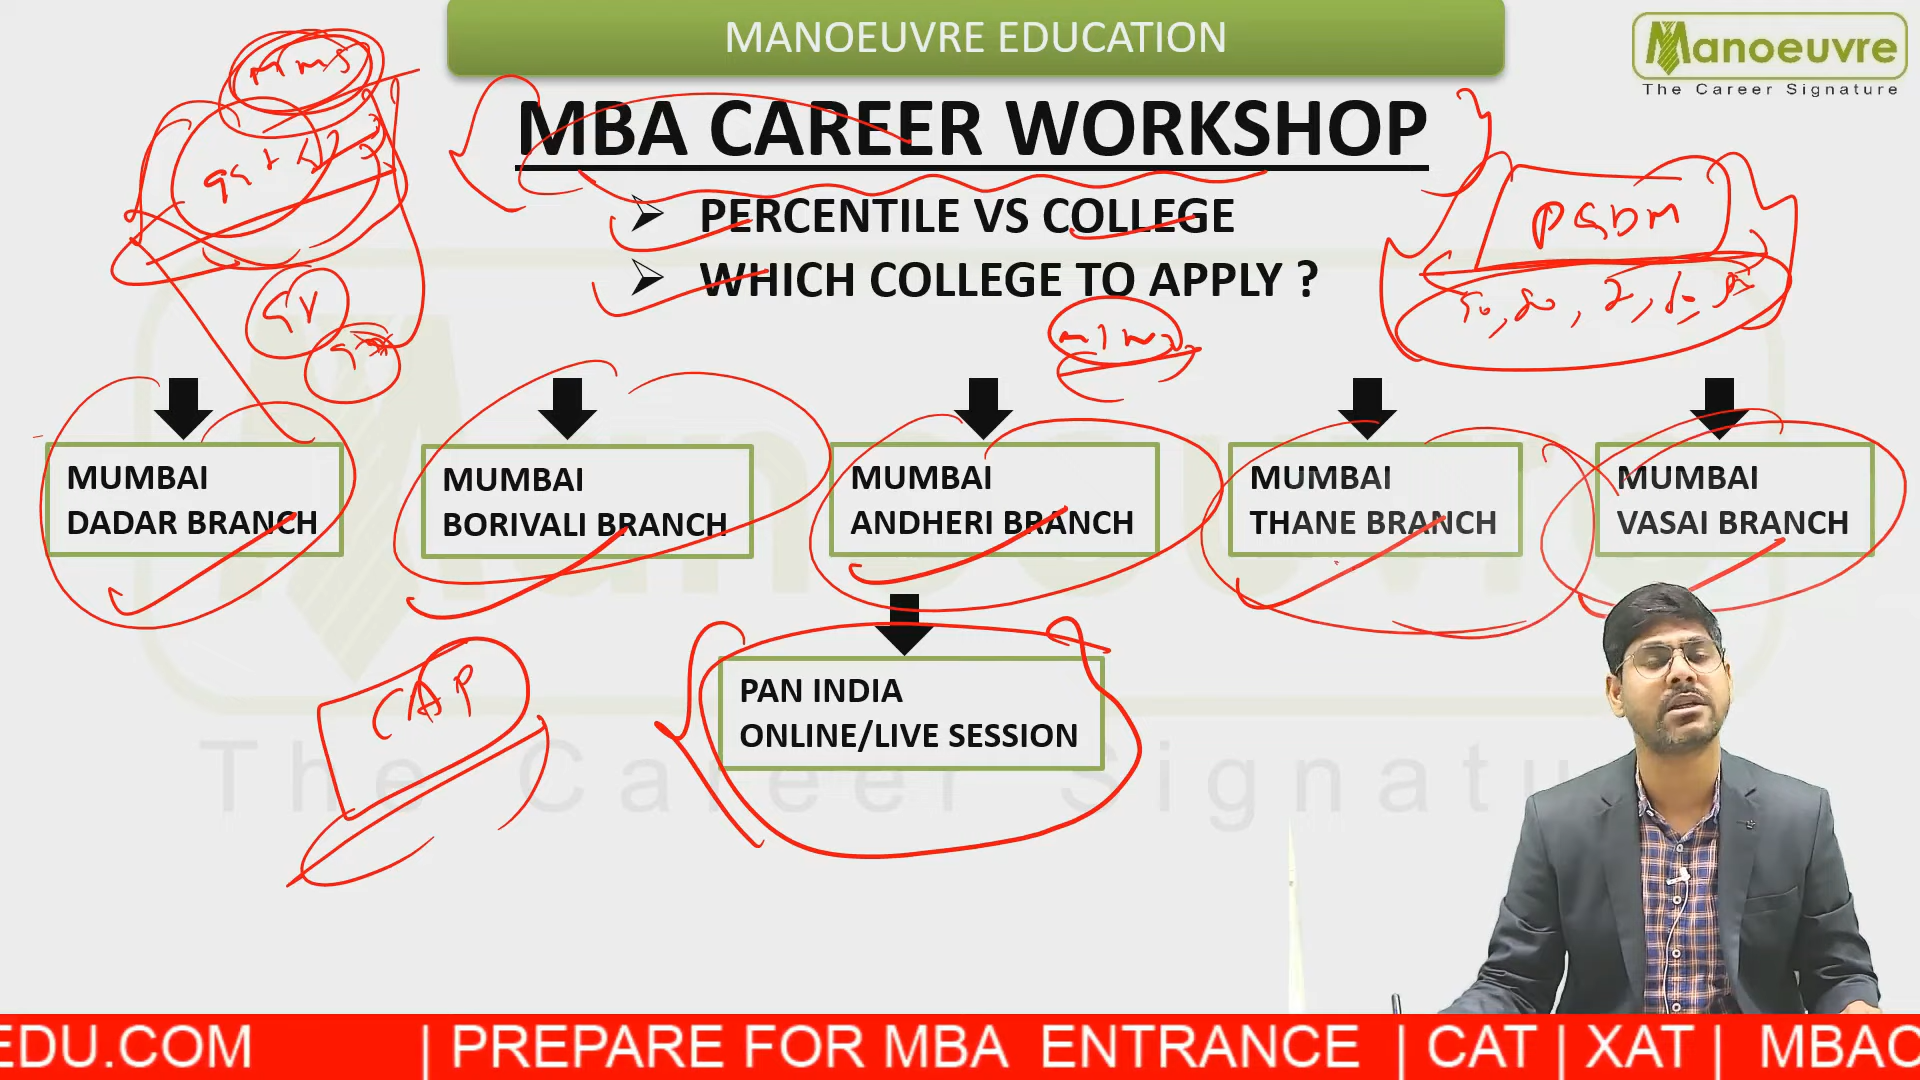 MANOEUVRE EDUCATION
Manoeuvre
The Career Signature
MBA CAREER WORKSHOP
PERCENTILE VS COLLEGE
WHICH COLLEGE TO APPLY ?
PGDM
MUMBAI
DADAR BRANCH
MUMBAI
BORIVALI BRANCH
MUMBAI
ANDHERI BRANCH
MUMBAI
THANE BRANCH
MUMBAI
VASAI BRANCH
CAP
PAN INDIA
ONLINE/LIVE SESSION
EDU.COM | PREPARE FOR MBA ENTRANCE | CAT | XAT | MBAC